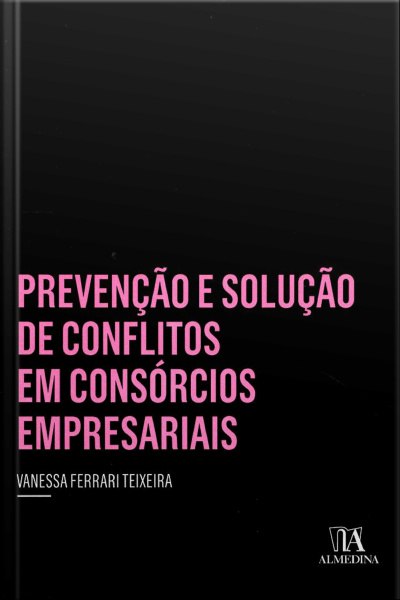 PREVENÇÃO E SOLUÇÃO
DE CONFLITOS
EM CONSÓRCIOS
EMPRESARIAIS
VANESSA FERRARI TEIXEIRA
ALMEDINA